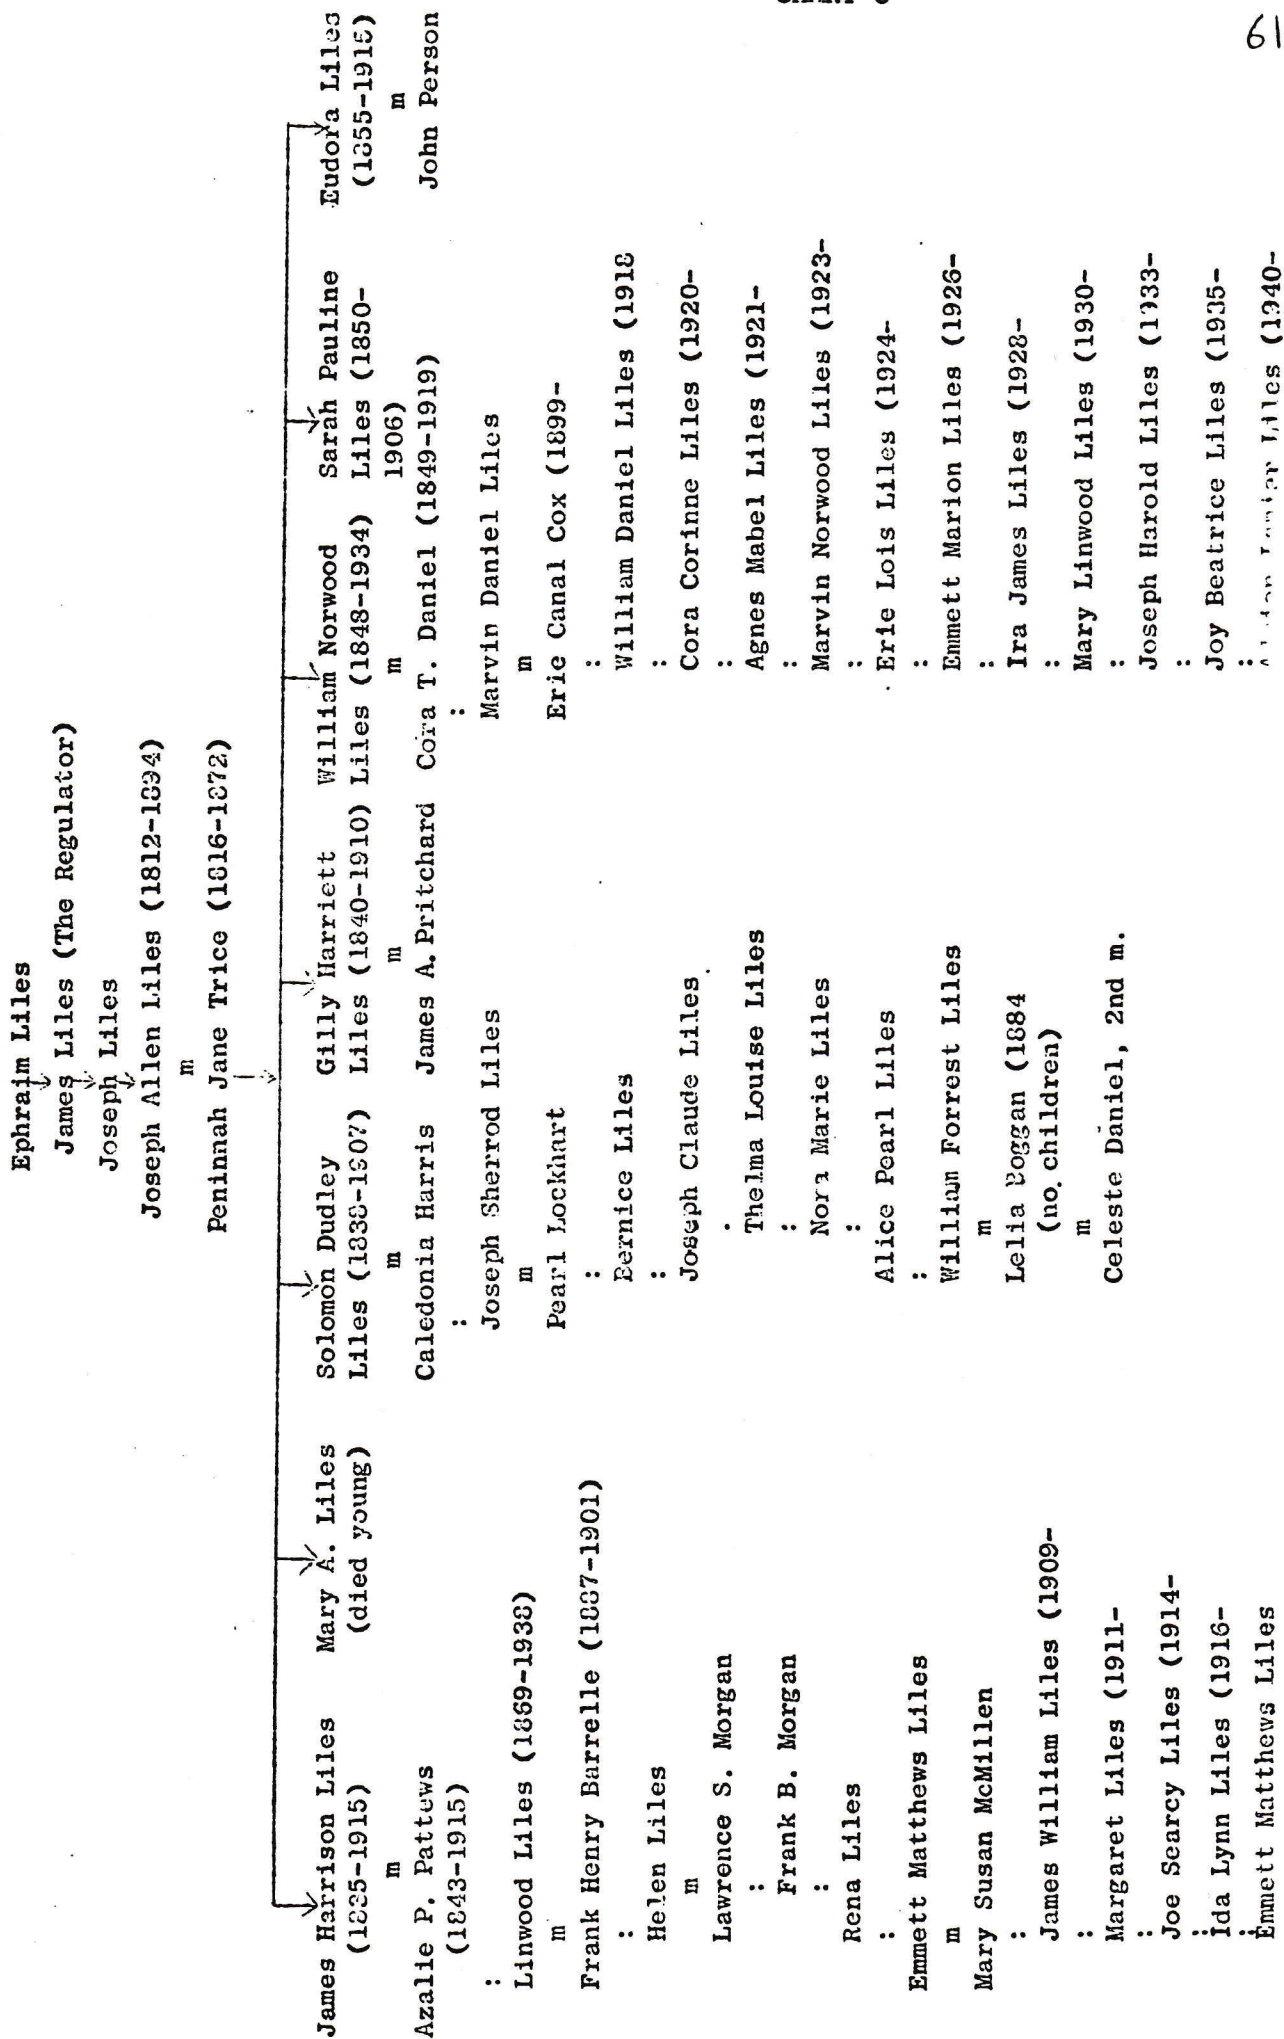 61
Ephraim Liles
James Liles (The Regulator)
Joseph Liles
Joseph Allen Liles (1812-1894)
m
Peninnah Jane Trice (1816-1872)
James Harrison Liles
(1835-1915)
m
Azalie P. Pattews
(1843-1915)
:
Linwood Liles (1869-1938)
m
Frank Henry Barrelle (1887-1901)
:
Helen Liles
m
Lawrence S. Morgan
:
Frank B. Morgan
:
Rena Liles
:
Emmett Matthews Liles
m
Mary Susan McMillen
:
James William Liles (1909-
:
Margaret Liles (1911-
:
Joe Searcy Liles (1914-
:
Ida Lynn Liles (1916-
:
Emmett Matthews Liles
Mary A. Liles
(died young)
Solomon Dudley
Liles (1838-1907)
m
Caledonia Harris
:
Joseph Sherrod Liles
m
Pearl Lockhart
:
Bernice Liles
:
Joseph Claude Liles
:
Thelma Louise Liles
:
Nora Marie Liles
:
Alice Pearl Liles
:
William Forrest Liles
m
Lelia Boggan (1884
(no children)
m
Celeste Daniel, 2nd m.
Gilly Harriett
Liles (1840-1910)
m
James A. Pritchard
William Norwood
Liles (1848-1934)
m
Cora T. Daniel (1849-1919)
:
Marvin Daniel Liles
m
Erie Canal Cox (1899-
:
William Daniel Liles (1918
:
Cora Corinne Liles (1920-
:
Agnes Mabel Liles (1921-
:
Marvin Norwood Liles (1923-
:
Erie Lois Liles (1924-
:
Emmett Marion Liles (1926-
:
Ira James Liles (1928-
:
Mary Linwood Liles (1930-
:
Joseph Harold Liles (1933-
:
Joy Beatrice Liles (1935-
:
Liles (1940-
Sarah Pauline
Liles (1850-
1906)
Eudora Liles
(1855-1915)
m
John Person